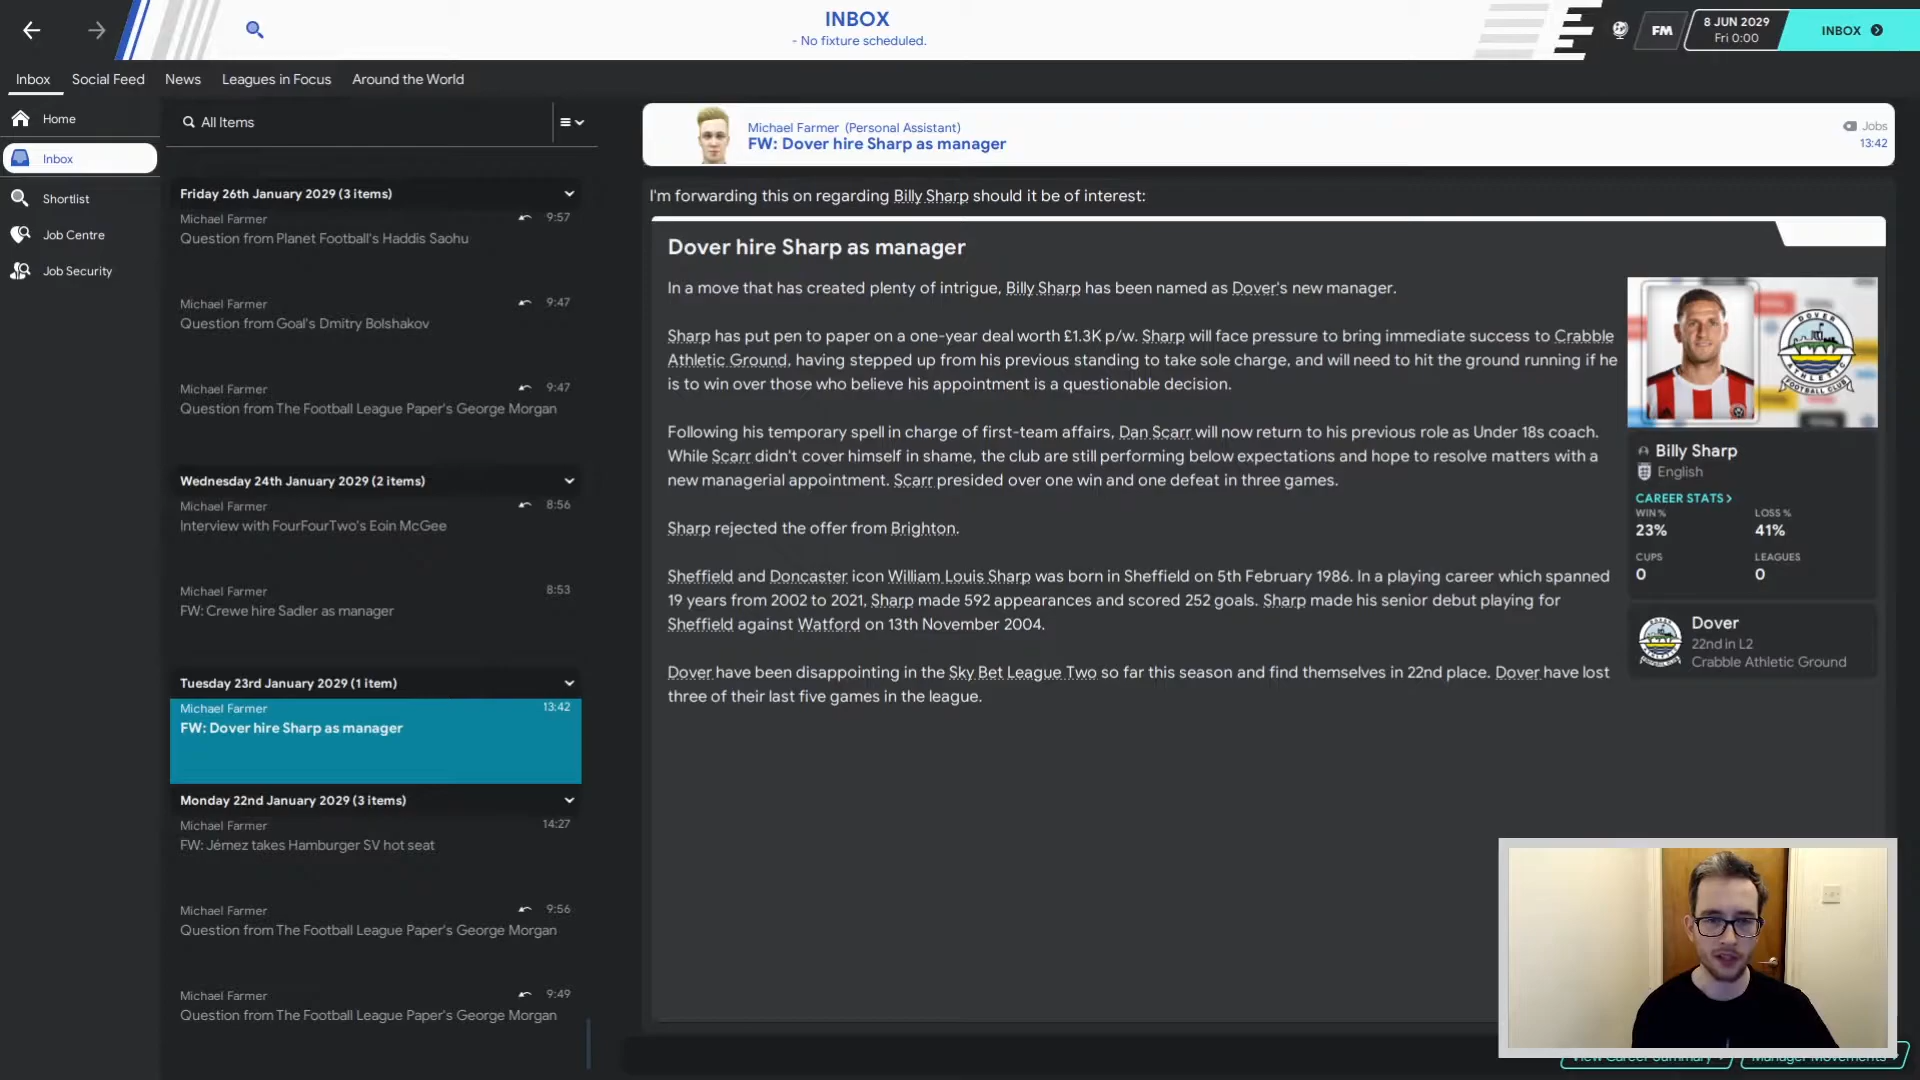 INBOX
- No fixture scheduled.
FM
8 JUN 2029
Fri 0:00
INBOX
Inbox
Social Feed
News
Leagues in Focus
Around the World
Home
Inbox
Shortlist
Job Centre
Job Security
All Items
Friday 26th January 2029 (3 items)
Michael Farmer
9:57
Question from Planet Football's Haddis Saohu
Michael Farmer
9:47
Question from Goal's Dmitry Bolshakov
Michael Farmer
9:47
Question from The Football League Paper's George Morgan
Wednesday 24th January 2029 (2 items)
Michael Farmer
8:56
Interview with FourFourTwo's Eoin McGee
Michael Farmer
8:53
FW: Crewe hire Sadler as manager
Tuesday 23rd January 2029 (1 item)
Michael Farmer
13:42
FW: Dover hire Sharp as manager
Monday 22nd January 2029 (3 items)
Michael Farmer
14:27
FW: Jémez takes Hamburger SV hot seat
Michael Farmer
9:56
Question from The Football League Paper's George Morgan
Michael Farmer
9:49
Question from The Football League Paper's George Morgan
Michael Farmer (Personal Assistant)
FW: Dover hire Sharp as manager
Jobs
13:42
I'm forwarding this on regarding Billy Sharp should it be of interest:
Dover hire Sharp as manager
In a move that has created plenty of intrigue, Billy Sharp has been named as Dover's new manager.
Sharp has put pen to paper on a one-year deal worth £1.3K p/w. Sharp will face pressure to bring immediate success to Crabble
Athletic Ground, having stepped up from his previous standing to take sole charge, and will need to hit the ground running if he
is to win over those who believe his appointment is a questionable decision.
Following his temporary spell in charge of first-team affairs, Dan Scarr will now return to his previous role as Under 18s coach.
While Scarr didn't cover himself in shame, the club are still performing below expectations and hope to resolve matters with a
new managerial appointment. Scarr presided over one win and one defeat in three games.
Sharp rejected the offer from Brighton.
Sheffield and Doncaster icon William Louis Sharp was born in Sheffield on 5th February 1986. In a playing career which spanned
19 years from 2002 to 2021, Sharp made 592 appearances and scored 252 goals. Sharp made his senior debut playing for
Sheffield against Watford on 13th November 2004.
Dover have been disappointing in the Sky Bet League Two so far this season and find themselves in 22nd place. Dover have lost
three of their last five games in the league.
DOVER
ATHLETIC
FOOTBALL CLUB
Billy Sharp
English
CAREER STATS >
WIN %
LOSS %
23%
41%
CUPS
LEAGUES
0
0
Dover
22nd in L2
Crabble Athletic Ground
View Career Summary
Manager Movements